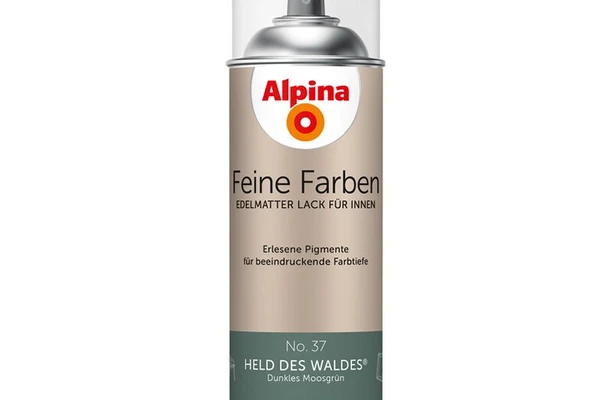 Alpina
Feine Farben
EDELMATTER LACK FÜR INNEN
Erlesene Pigmente
für beeindruckende Farbtiefe
No. 37
HELD DES WALDES®
Dunkles Moosgrün